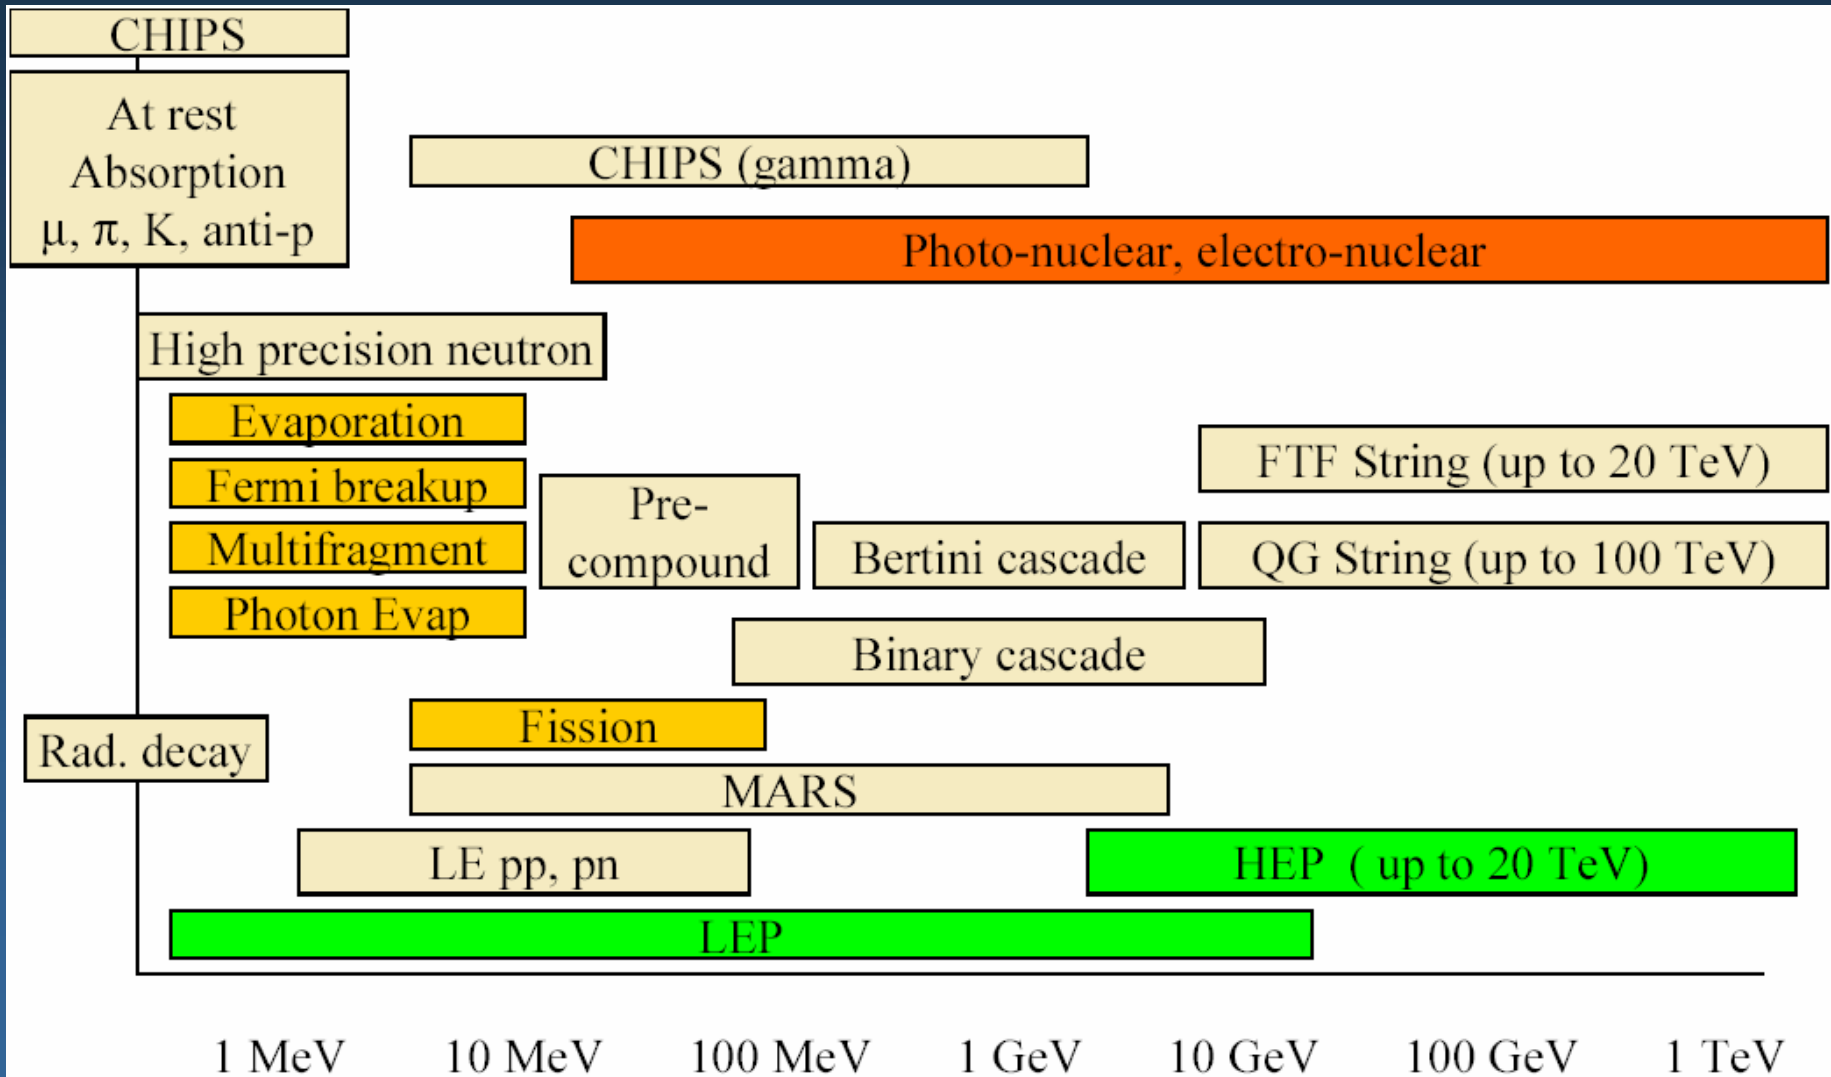 CHIPS
At rest
Absorption
μ, π, K, anti-p
CHIPS (gamma)
Photo-nuclear, electro-nuclear
High precision neutron
Evaporation
Fermi breakup
Multifragment
Photon Evap
Pre-
compound
Bertini cascade
FTF String (up to 20 TeV)
QG String (up to 100 TeV)
Binary cascade
Fission
Rad. decay
MARS
LE pp, pn
HEP ( up to 20 TeV)
LEP
1 MeV 10 MeV 100 MeV 1 GeV 10 GeV 100 GeV 1 TeV